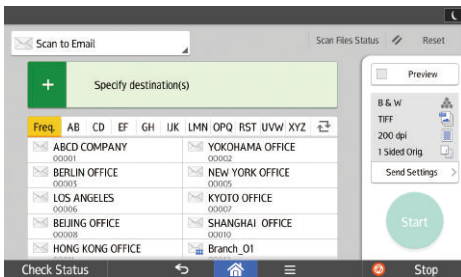 Scan to Email
Scan Files Status
Reset
Specify destination(s)
Preview
Freq. AB CD EF GH IJK LMN OPQ RST UVW XYZ
B & W
TIFF
200 dpi
1 Sided Orig.
Send Settings
Start
ABCD COMPANY
00001
YOKOHAMA OFFICE
00002
BERLIN OFFICE
00003
NEW YORK OFFICE
00005
LOS ANGELES
00006
KYOTO OFFICE
00007
BEIJING OFFICE
00008
SHANGHAI OFFICE
00010
HONG KONG OFFICE
Branch_01
Check Status
Stop